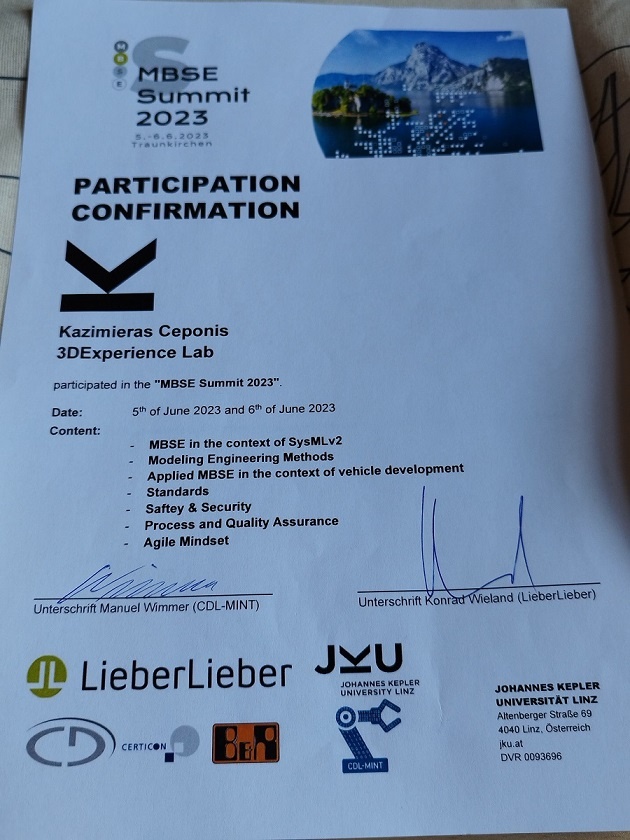 MBSE
MBSE
Summit
2023
5.-6.6.2023
Traunkirchen
PARTICIPATION
CONFIRMATION
K
Kazimieras Ceponis
3DExperience Lab
participated in the "MBSE Summit 2023".
Date: 5th of June 2023 and 6th of June 2023
Content:
- MBSE in the context of SysMLv2
- Modeling Engineering Methods
- Applied MBSE in the context of vehicle development
- Standards
- Saftey & Security
- Process and Quality Assurance
- Agile Mindset
Unterschrift Manuel Wimmer (CDL-MINT)
Unterschrift Konrad Wieland (LieberLieber)
LieberLieber
JKU
JOHANNES KEPLER
UNIVERSITY LINZ
CD
CERTICON
B&R
CDL-MINT
JOHANNES KEPLER
UNIVERSITÄT LINZ
Altenberger Straße 69
4040 Linz, Österreich
jku.at
DVR 0093696